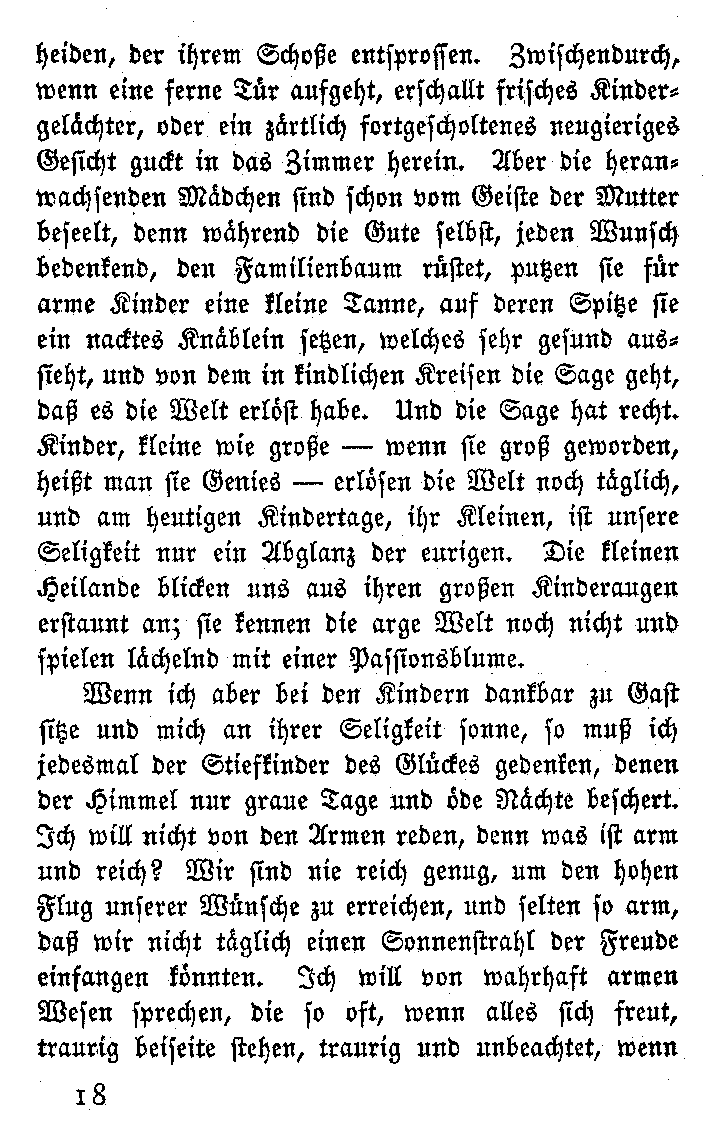 heiden, der ihrem Schoße entsprossen. Zwischendurch,
wenn eine ferne Tür aufgeht, erschallt frisches Kinder-
gelächter, oder ein zärtlich fortgescholtenes neugieriges
Gesicht guckt in das Zimmer herein. Aber die heran-
wachsenden Mädchen sind schon vom Geiste der Mutter
beseelt, denn während die Gute selbst, jeden Wunsch
bedenkend, den Familienbaum rüstet, putzen sie für
arme Kinder eine kleine Tanne, auf deren Spitze sie
ein nacktes Knäblein setzen, welches sehr gesund aus-
sieht, und von dem in kindlichen Kreisen die Sage geht,
daß es die Welt erlöst habe. Und die Sage hat recht.
Kinder, kleine wie große — wenn sie groß geworden,
heißt man sie Genies — erlösen die Welt noch täglich,
und am heutigen Kindertage, ihr Kleinen, ist unsere
Seligkeit nur ein Abglanz der eurigen. Die kleinen
Heilande blicken uns aus ihren großen Kinderaugen
erstaunt an; sie kennen die arge Welt noch nicht und
spielen lächelnd mit einer Passionsblume.
Wenn ich aber bei den Kindern dankbar zu Gast
sitze und mich an ihrer Seligkeit sonne, so muß ich
jedesmal der Stiefkinder des Glückes gedenken, denen
der Himmel nur graue Tage und öde Nächte beschert.
Ich will nicht von den Armen reden, denn was ist arm
und reich? Wir sind nie reich genug, um den hohen
Flug unserer Wünsche zu erreichen, und selten so arm,
daß wir nicht täglich einen Sonnenstrahl der Freude
einfangen könnten. Ich will von wahrhaft armen
Wesen sprechen, die so oft, wenn alles sich freut,
traurig beiseite stehen, traurig und unbeachtet, wenn
18